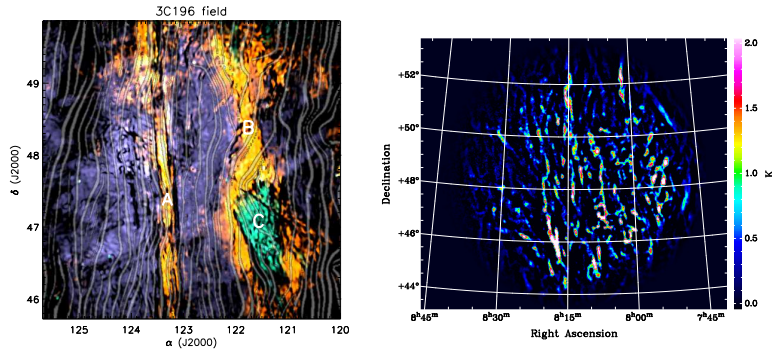 3C196 field
49
48
47
46
δ (J2000)
A
B
C
125
124
123
122
121
120
α (J2000)
+52°
+50°
+48°
+46°
+44°
Declination
8ʰ45ᵐ
8ʰ30ᵐ
8ʰ15ᵐ
8ʰ00ᵐ
7ʰ45ᵐ
Right Ascension
2.0
1.5
1.0
0.5
0.0
K